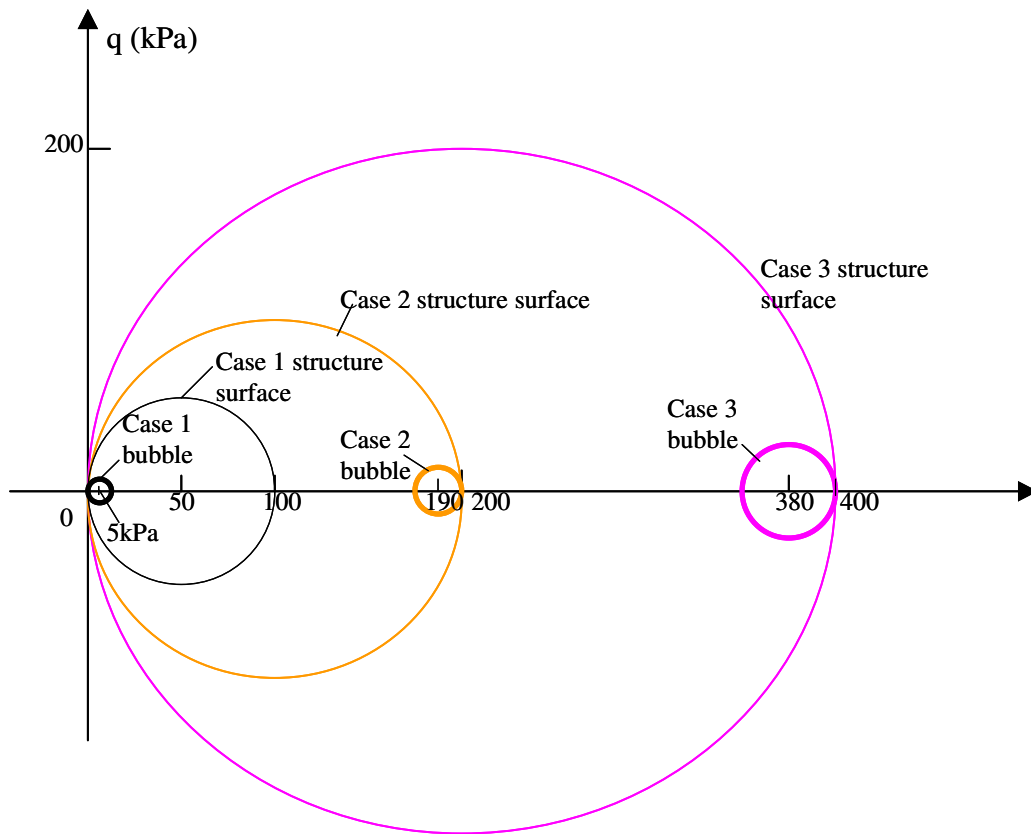 q (kPa)
200
Case 3 structure
surface
Case 2 structure surface
Case 1 structure
surface
Case 1
bubble
Case 2
bubble
Case 3
bubble
0
5kPa
50
100
190
200
380
400